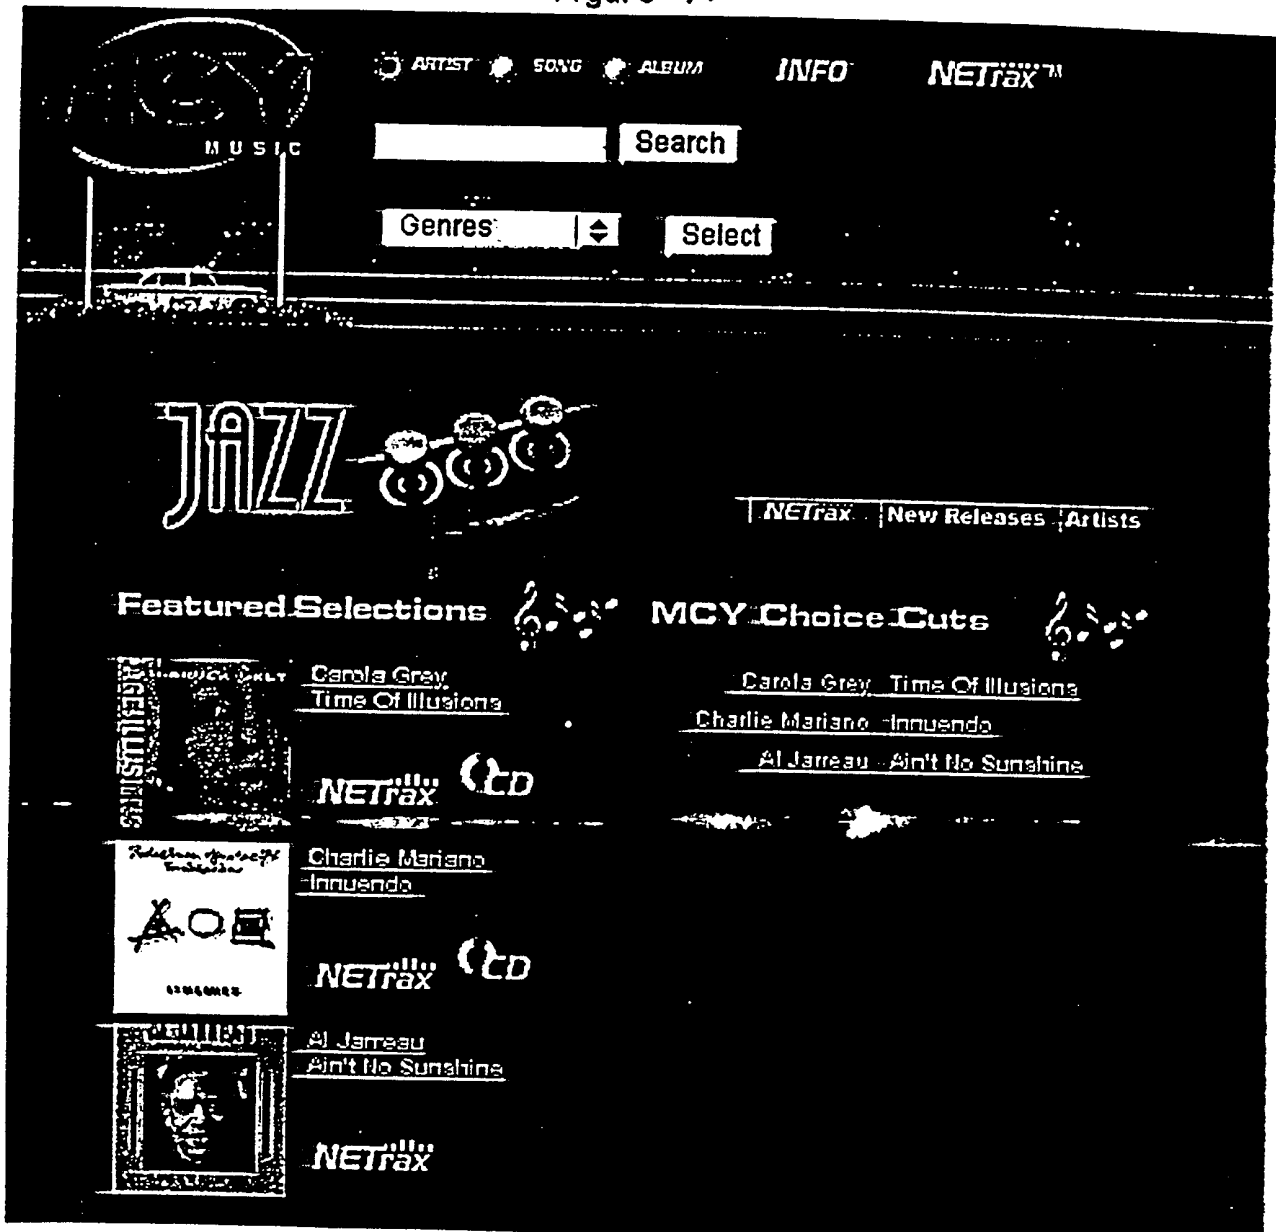 ARTIST SONG ALBUM INFO NETrax™
MUSIC
Search
Genres Select
JAZZ
NETrax New Releases Artists
Featured Selections
MCY Choice Cuts
Carola Grey
Time Of Illusions
NETrax CD
Carola Grey Time Of Illusions
Charlie Mariano Innuendo
Al Jarreau Ain't No Sunshine
Charlie Mariano
Innuendo
NETrax CD
Al Jarreau
Ain't No Sunshine
NETrax